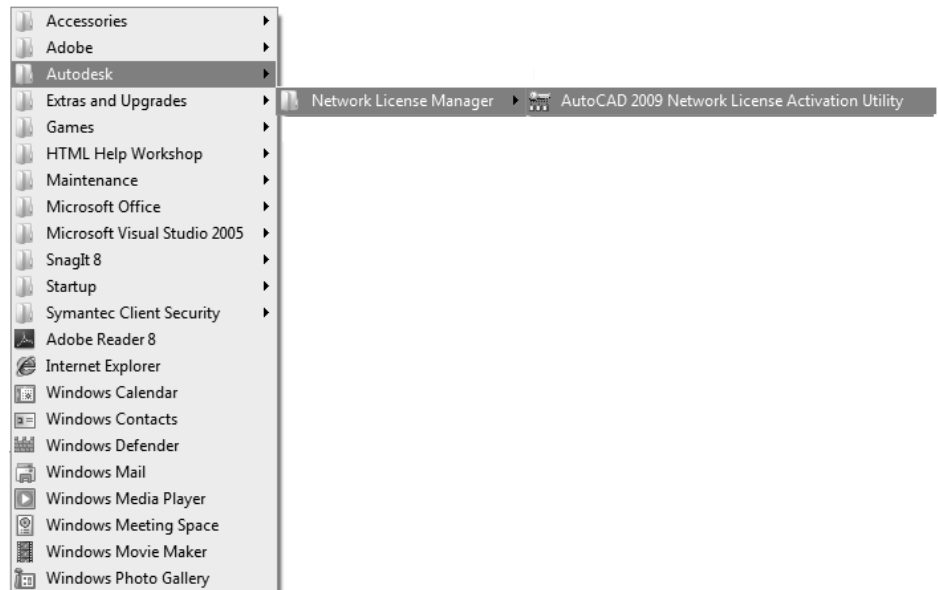 Accessories
Adobe
Autodesk
Extras and Upgrades
Network License Manager
AutoCAD 2009 Network License Activation Utility
Games
HTML Help Workshop
Maintenance
Microsoft Office
Microsoft Visual Studio 2005
SnagIt 8
Startup
Symantec Client Security
Adobe Reader 8
Internet Explorer
Windows Calendar
Windows Contacts
Windows Defender
Windows Mail
Windows Media Player
Windows Meeting Space
Windows Movie Maker
Windows Photo Gallery